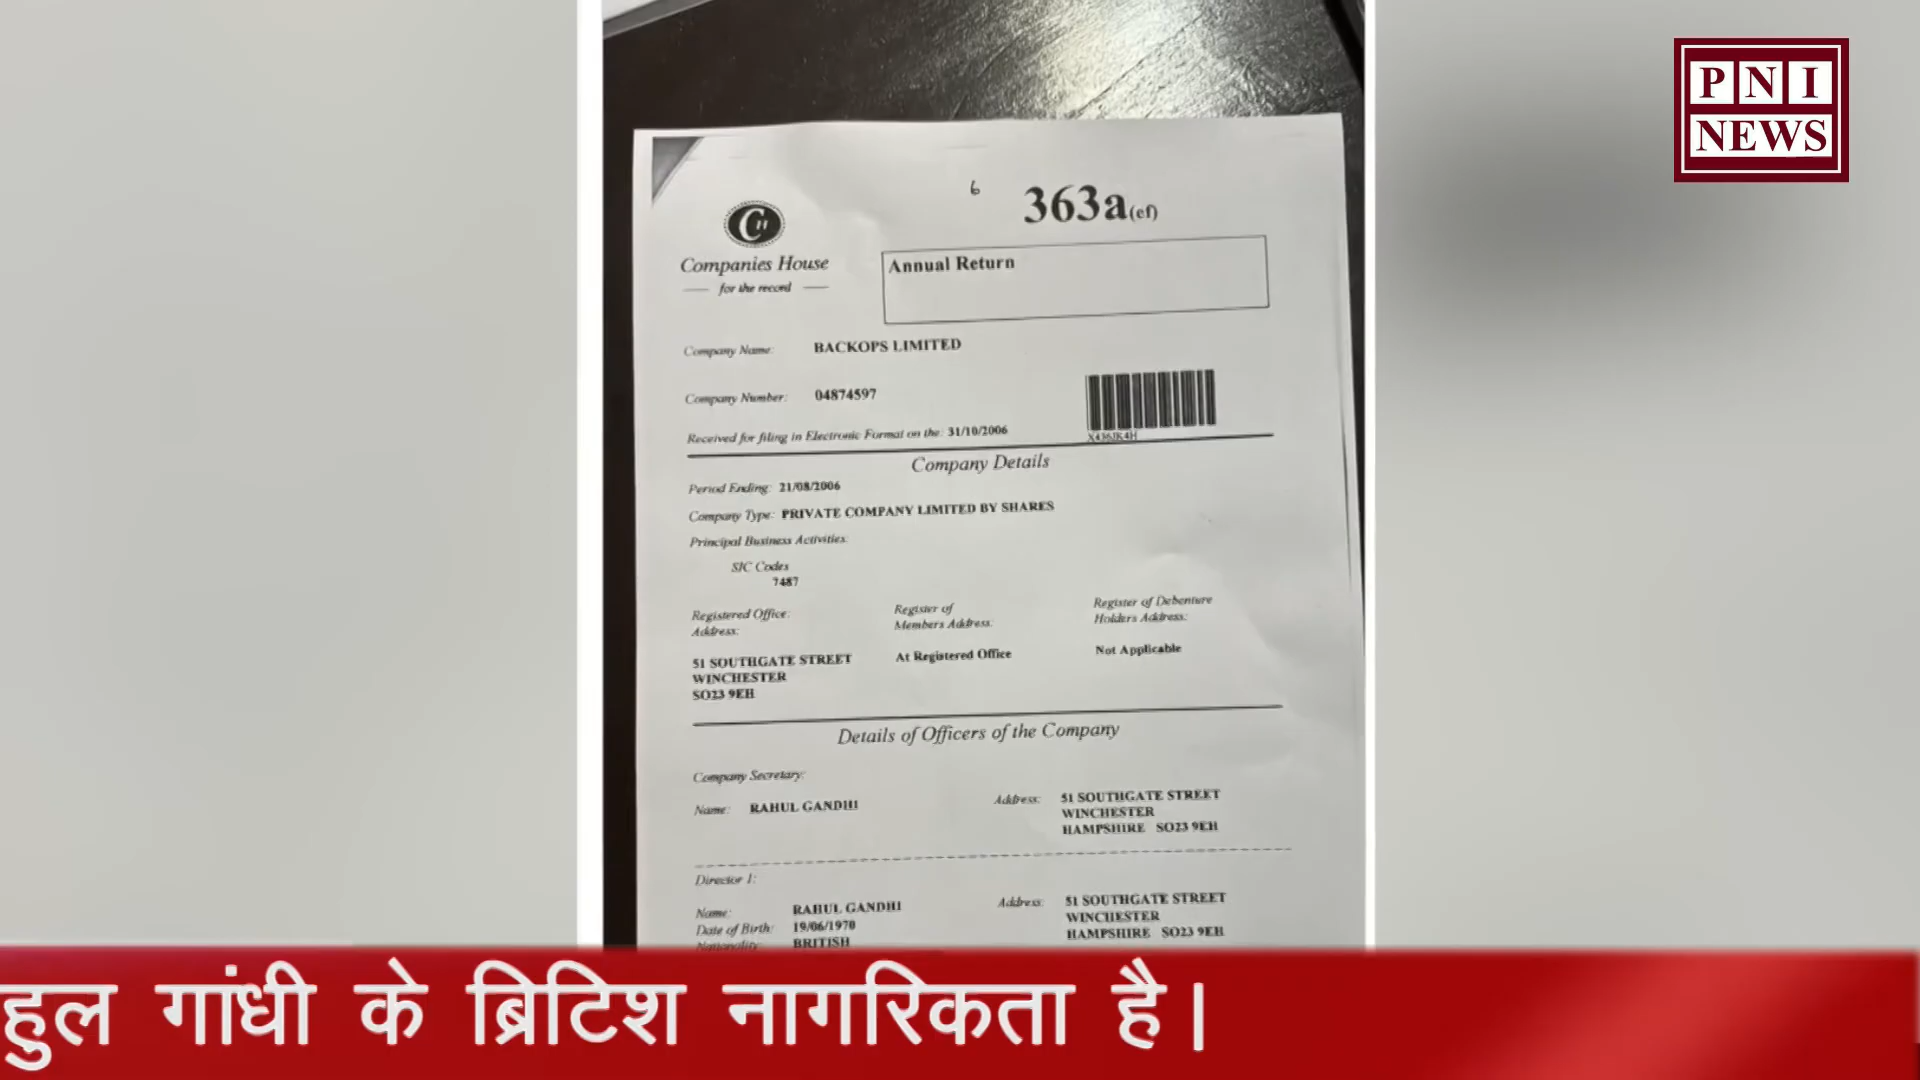 PNI
NEWS
6
363a(ef)
CH
Companies House
for the record
Annual Return
Company Name: BACKOPS LIMITED
Company Number: 04874597
Received for filing in Electronic Format on the: 31/10/2006
X436JK4H
Company Details
Period Ending: 21/08/2006
Company Type: PRIVATE COMPANY LIMITED BY SHARES
Principal Business Activities:
SIC Codes
7487
Registered Office:
Address:
51 SOUTHGATE STREET
WINCHESTER
SO23 9EH
Register of
Members Address:
At Registered Office
Register of Debenture
Holders Address:
Not Applicable
Details of Officers of the Company
Company Secretary:
Name: RAHUL GANDHI
Address: 51 SOUTHGATE STREET
WINCHESTER
HAMPSHIRE SO23 9EH
Director 1:
Name: RAHUL GANDHI
Date of Birth: 19/06/1970
Nationality: BRITISH
Address: 51 SOUTHGATE STREET
WINCHESTER
HAMPSHIRE SO23 9EH
हुल गांधी के ब्रिटिश नागरिकता है।